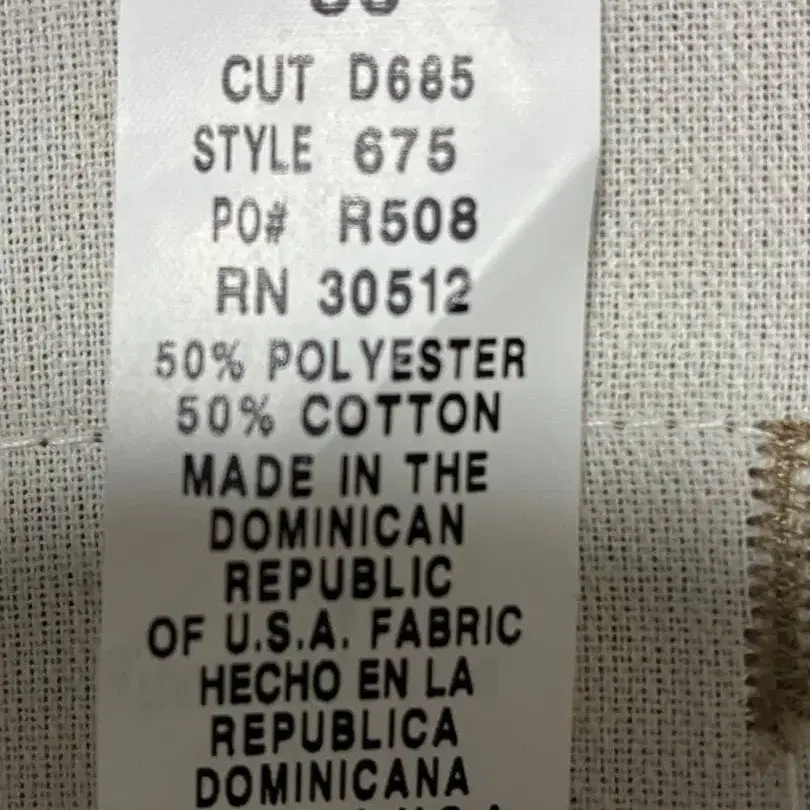 CUT D685
STYLE 675
PO# R508
RN 30512
50% POLYESTER
50% COTTON
MADE IN THE
DOMINICAN
REPUBLIC
OF U.S.A. FABRIC
HECHO EN LA
REPUBLICA
DOMINICANA